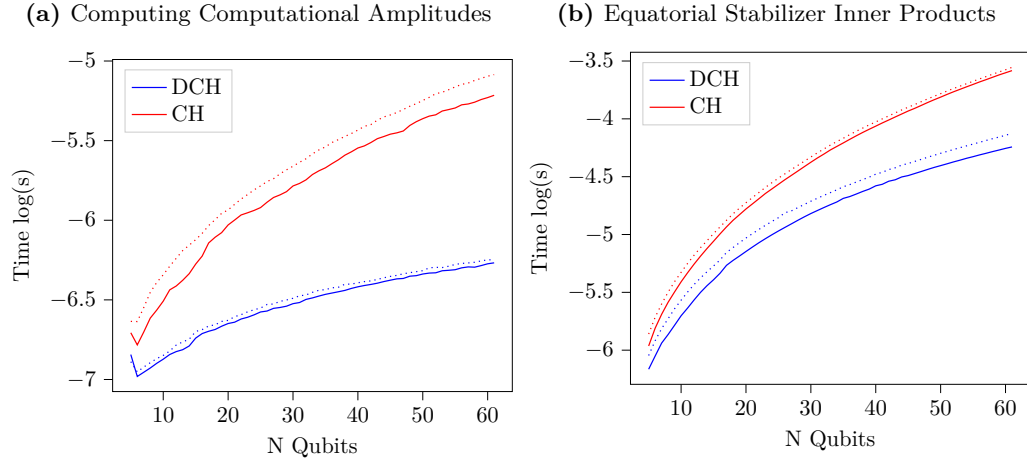 (a) Computing Computational Amplitudes
−5
−5.5
−6
−6.5
−7
Time log(s)
DCH
CH
10 20 30 40 50 60
N Qubits
(b) Equatorial Stabilizer Inner Products
−3.5
−4
−4.5
−5
−5.5
−6
Time log(s)
DCH
CH
10 20 30 40 50 60
N Qubits